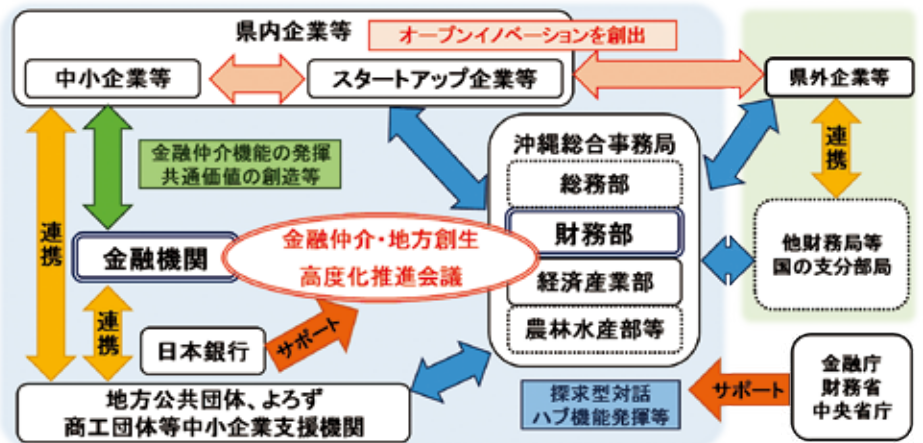 県内企業等
オープンイノベーションを創出
中小企業等
スタートアップ企業等
県外企業等
金融仲介機能の発揮
共通価値の創造等
連携
金融機関
金融仲介・地方創生
高度化推進会議
沖縄総合事務局
総務部
財務部
経済産業部
農林水産部等
連携
他財務局等
国の支分部局
連携
日本銀行
サポート
地方公共団体、よろず
商工団体等中小企業支援機関
探求型対話
ハブ機能発揮等
サポート
金融庁
財務省
中央省庁